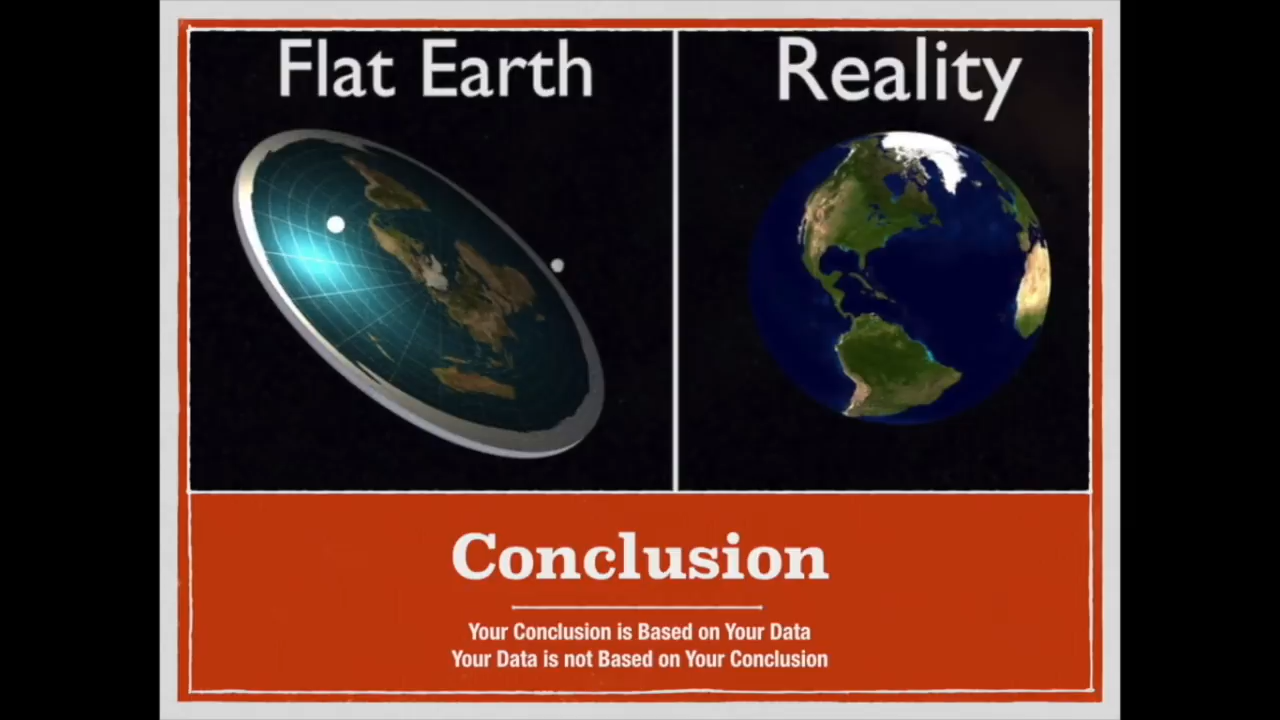 Flat Earth
Reality
Conclusion
Your Conclusion is Based on Your Data
Your Data is not Based on Your Conclusion